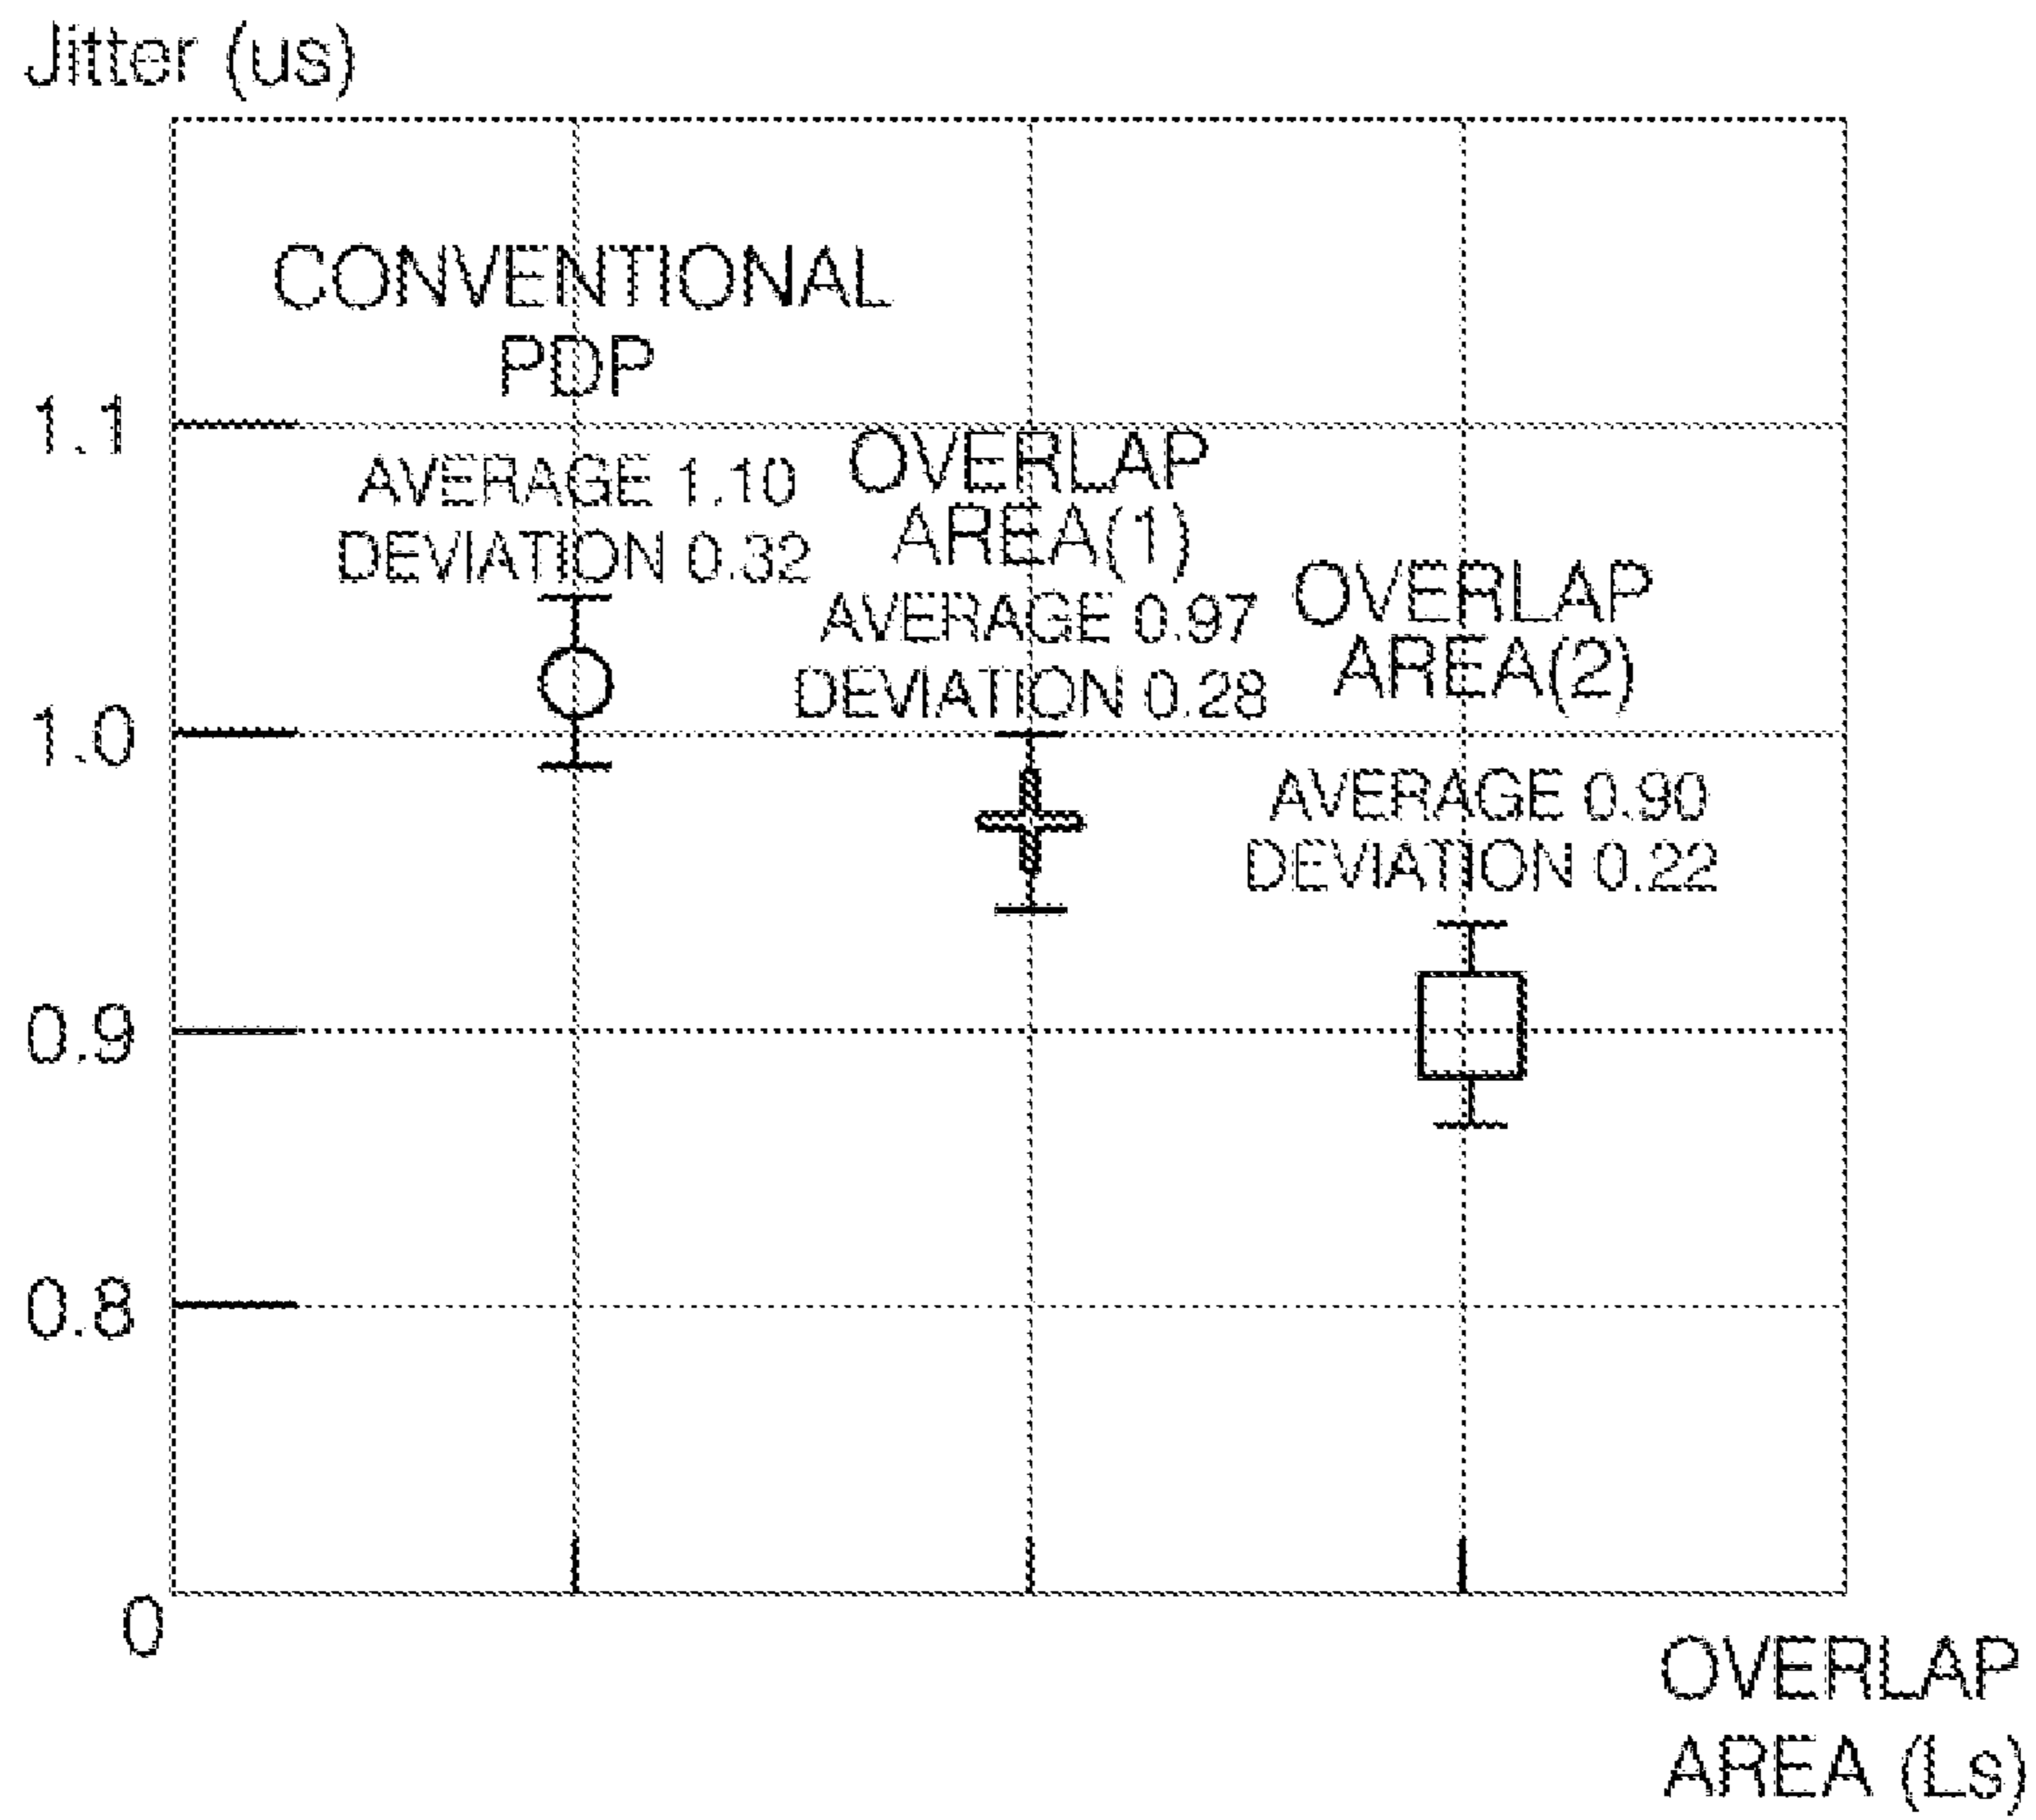 Jitter (us)
CONVENTIONAL
PDP
1.1
AVERAGE 1.10
DEVIATION 0.32
OVERLAP
AREA(1)
AVERAGE 0.97
DEVIATION 0.28
OVERLAP
AREA(2)
1.0
AVERAGE 0.90
DEVIATION 0.22
0.9
0.8
0
OVERLAP
AREA (Ls)